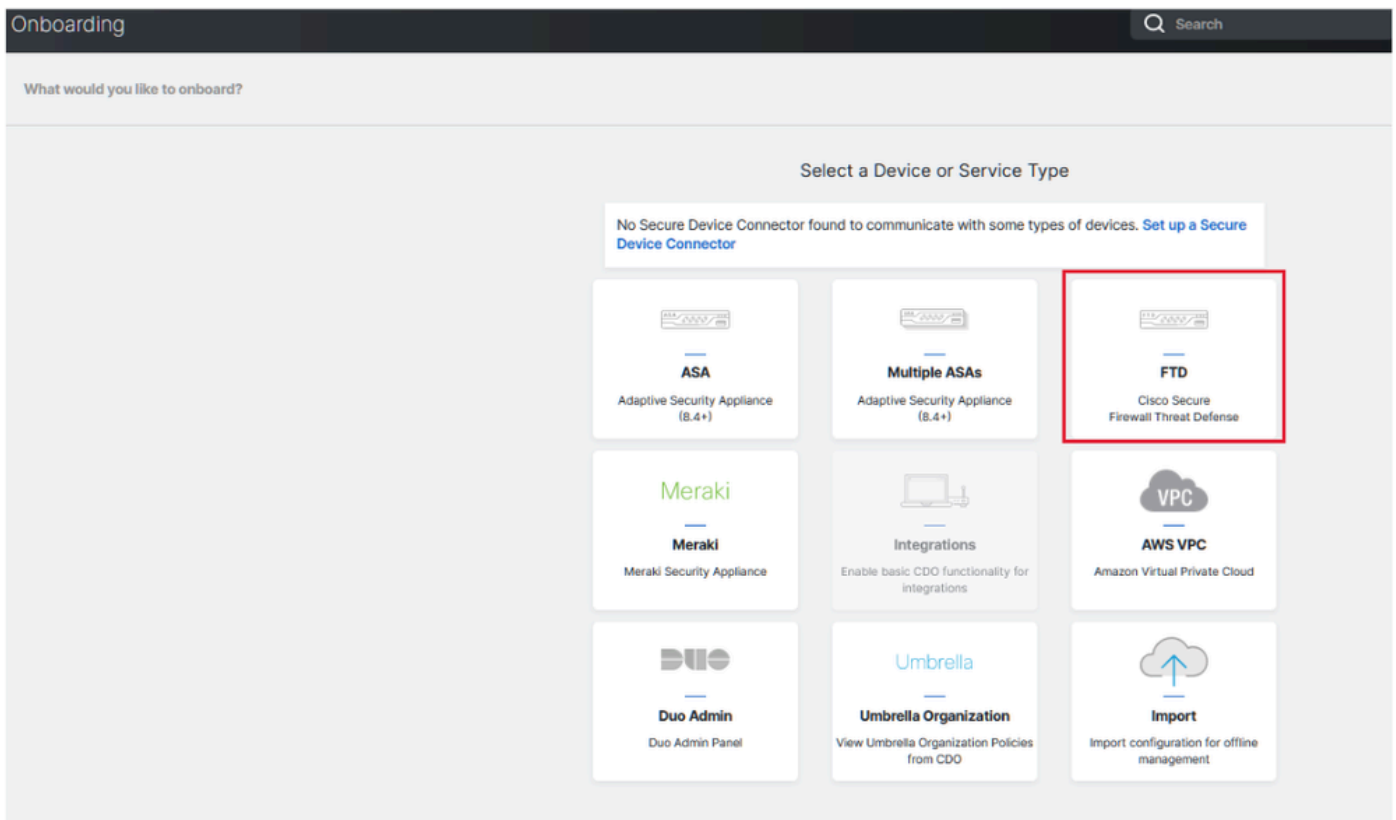 Onboarding
Search
What would you like to onboard?
Select a Device or Service Type
No Secure Device Connector found to communicate with some types of devices. Set up a Secure
Device Connector
ASA
Adaptive Security Appliance
(8.4+)
Multiple ASAs
Adaptive Security Appliance
(8.4+)
FTD
Cisco Secure
Firewall Threat Defense
Meraki
Meraki
Meraki Security Appliance
Integrations
Enable basic CDO functionality for
integrations
VPC
AWS VPC
Amazon Virtual Private Cloud
DUO
Duo Admin
Duo Admin Panel
Umbrella
Umbrella Organization
View Umbrella Organization Policies
from CDO
Import
Import configuration for offline
management